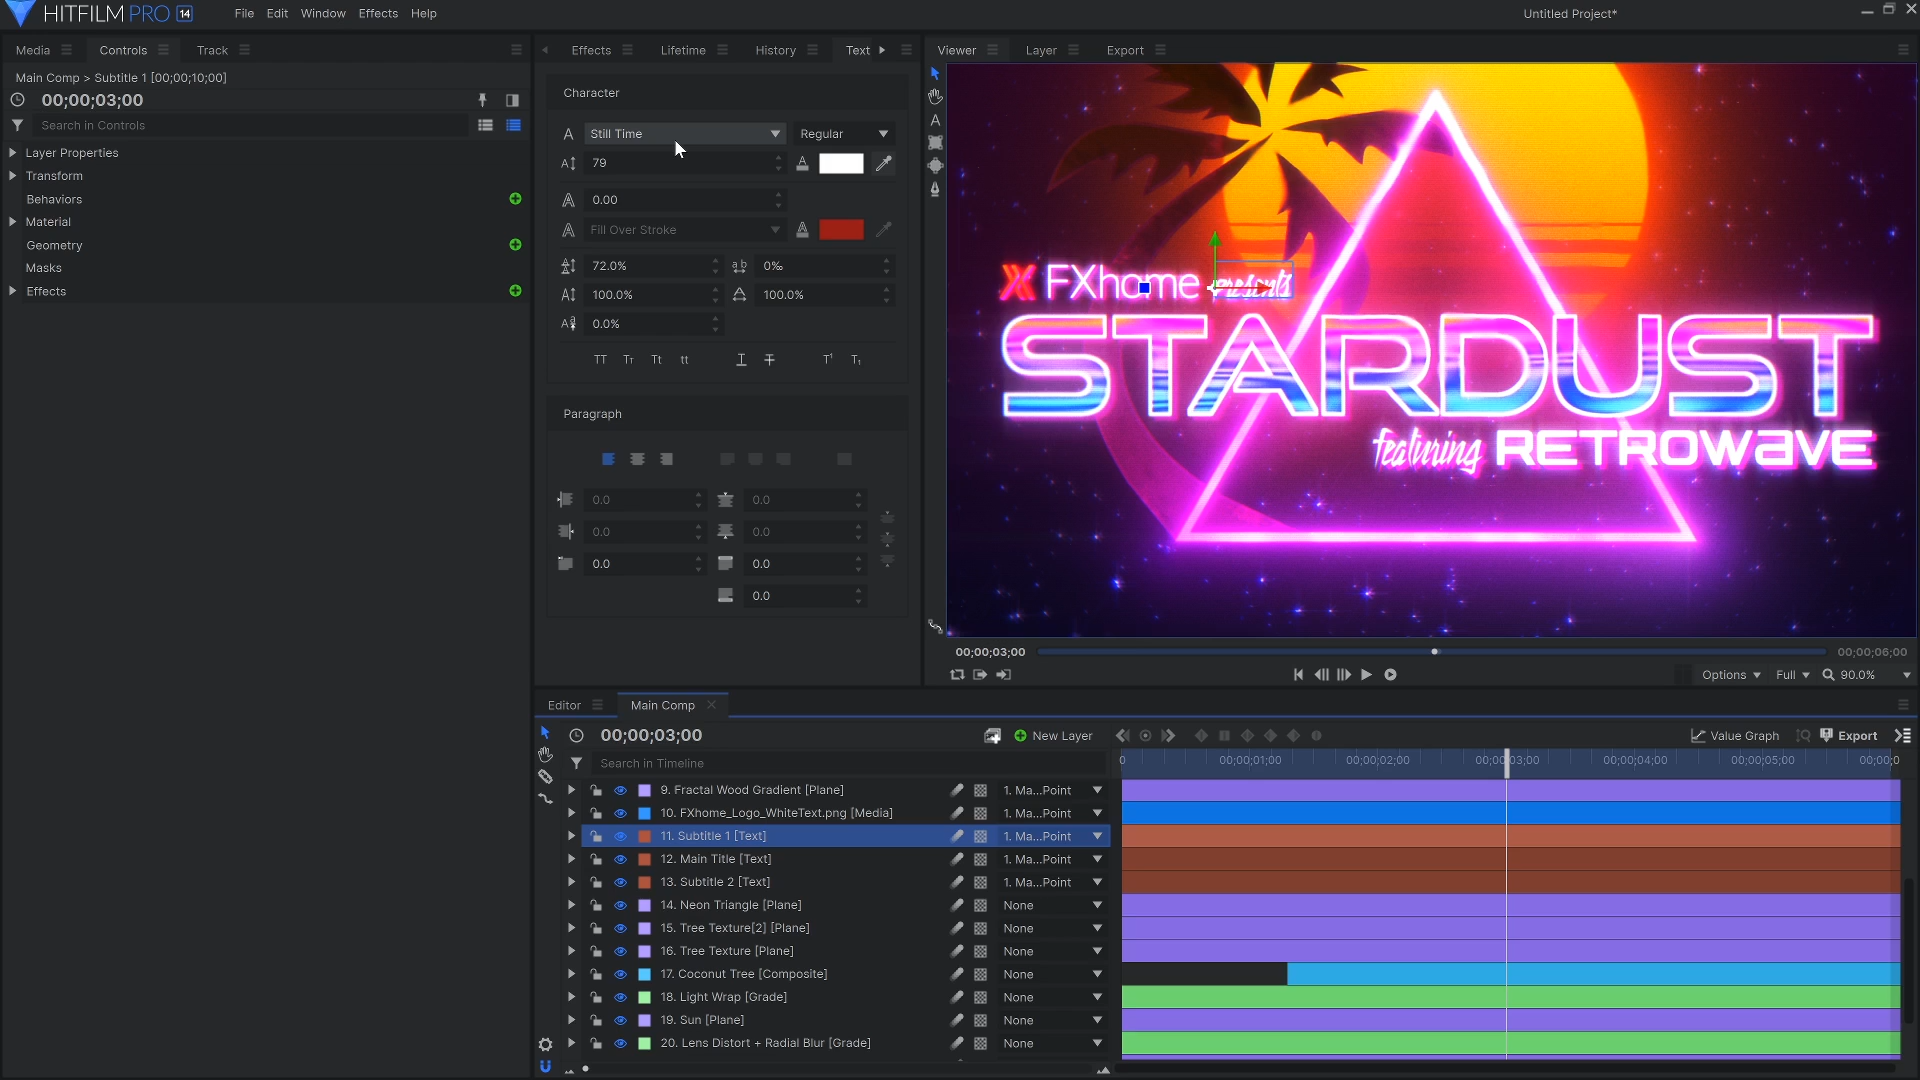 HITFILM PRO 14
File Edit Window Effects Help
Untitled Project*
Media Controls Track
Effects Lifetime History Text
Viewer Layer Export
Main Comp > Subtitle 1 [00;00;10;00]
00;00;03;00
Search in Controls
Layer Properties
Transform
Behaviors
Material
Geometry
Masks
Effects
Character
Still Time Regular
79
0.00
Fill Over Stroke
72.0% 0‰
100.0% 100.0%
0.0%
TT Tт Tt tt T T T¹ T₁
Paragraph
0.0 0.0
0.0 0.0
0.0 0.0
0.0
FXhome presents
STARDUST
featuring RETROWAVE
00;00;03;00 00;00;06;00
Options Full 90.0%
Editor Main Comp
00;00;03;00 New Layer Value Graph Export
Search in Timeline
0 00;00;01;00 00;00;02;00 00;00;03;00 00;00;04;00 00;00;05;00 00;00;0
9. Fractal Wood Gradient [Plane] 1. Ma...Point
10. FXhome_Logo_WhiteText.png [Media] 1. Ma...Point
11. Subtitle 1 [Text] 1. Ma...Point
12. Main Title [Text] 1. Ma...Point
13. Subtitle 2 [Text] 1. Ma...Point
14. Neon Triangle [Plane] None
15. Tree Texture[2] [Plane] None
16. Tree Texture [Plane] None
17. Coconut Tree [Composite] None
18. Light Wrap [Grade] None
19. Sun [Plane] None
20. Lens Distort + Radial Blur [Grade] None